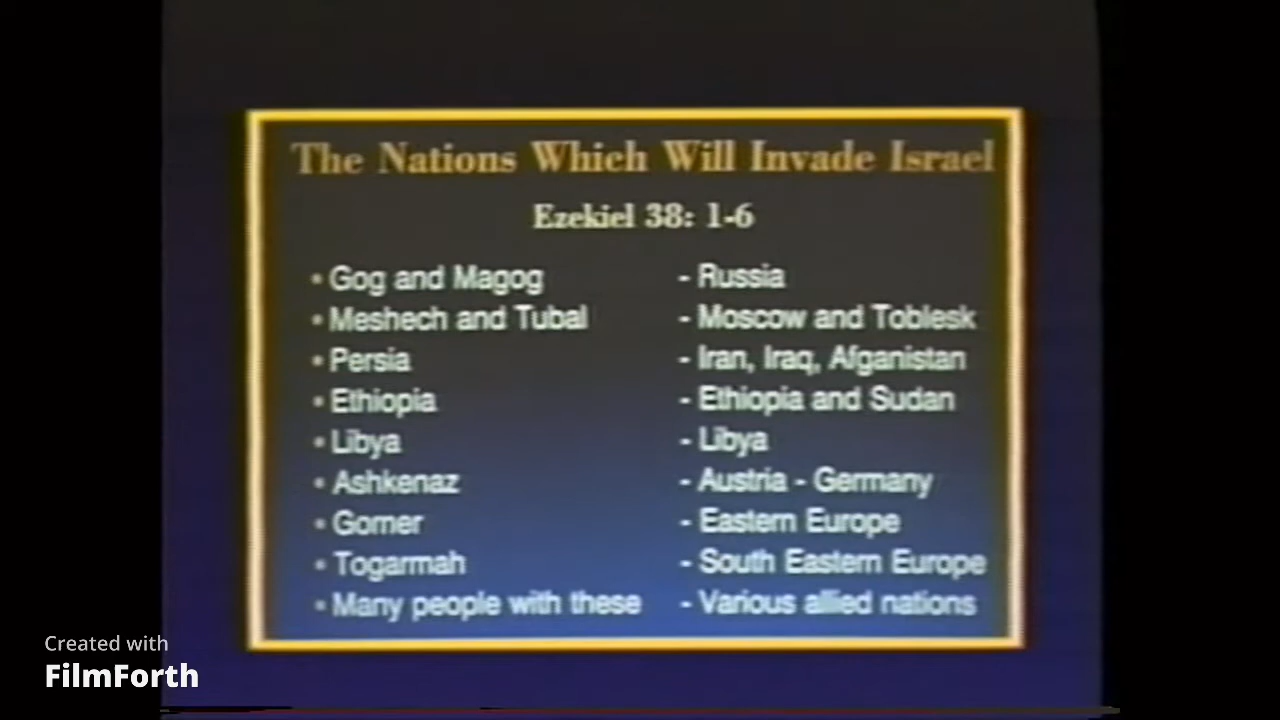 The Nations Which Will Invade Israel
Ezekiel 38: 1-6
• Gog and Magog - Russia
• Meshech and Tubal - Moscow and Toblesk
• Persia - Iran, Iraq, Afganistan
• Ethiopia - Ethiopia and Sudan
• Libya - Libya
• Ashkenaz - Austria - Germany
• Gomer - Eastern Europe
• Togarmah - South Eastern Europe
• Many people with these - Various allied nations
Created with
FilmForth